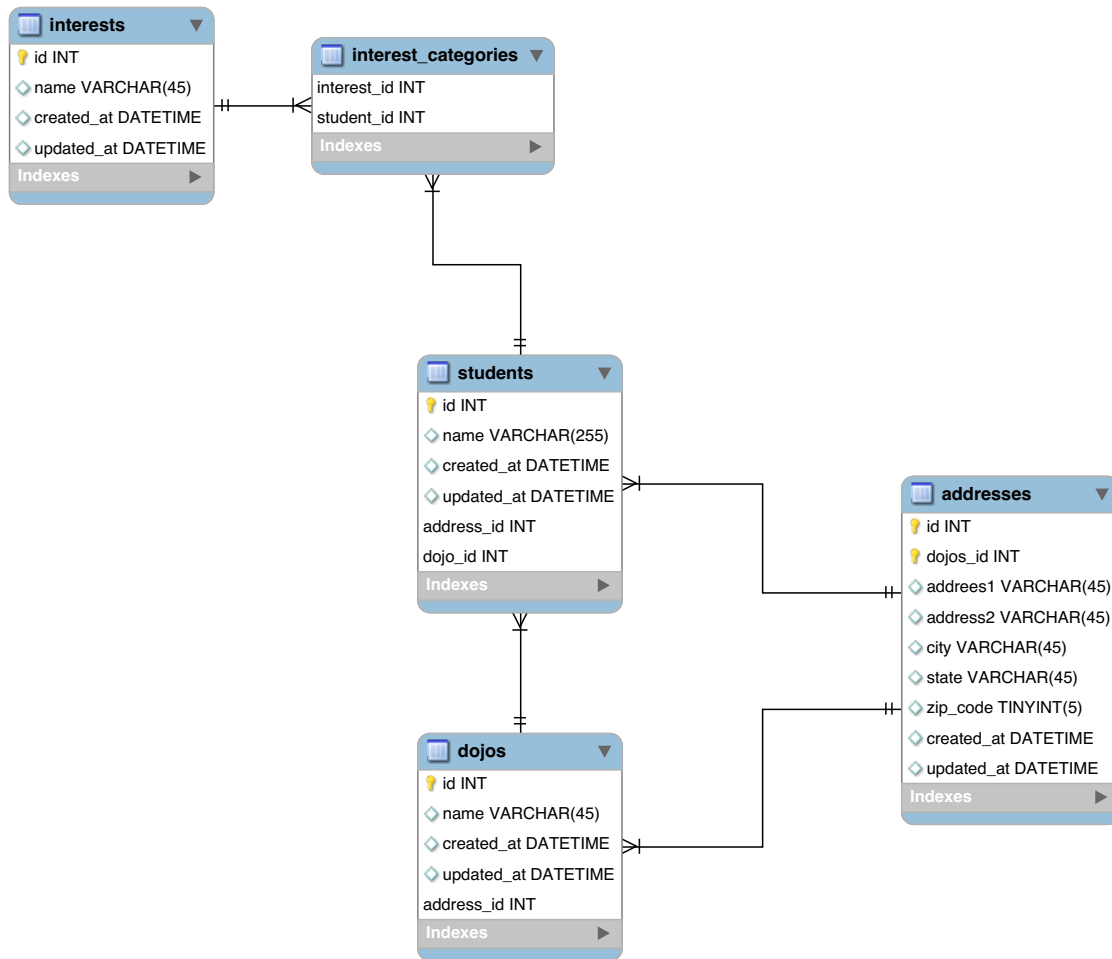 interests
id INT
name VARCHAR(45)
created_at DATETIME
updated_at DATETIME
Indexes
interest_categories
interest_id INT
student_id INT
Indexes
students
id INT
name VARCHAR(255)
created_at DATETIME
updated_at DATETIME
address_id INT
dojo_id INT
Indexes
addresses
id INT
dojos_id INT
addrees1 VARCHAR(45)
address2 VARCHAR(45)
city VARCHAR(45)
state VARCHAR(45)
zip_code TINYINT(5)
created_at DATETIME
updated_at DATETIME
Indexes
dojos
id INT
name VARCHAR(45)
created_at DATETIME
updated_at DATETIME
address_id INT
Indexes